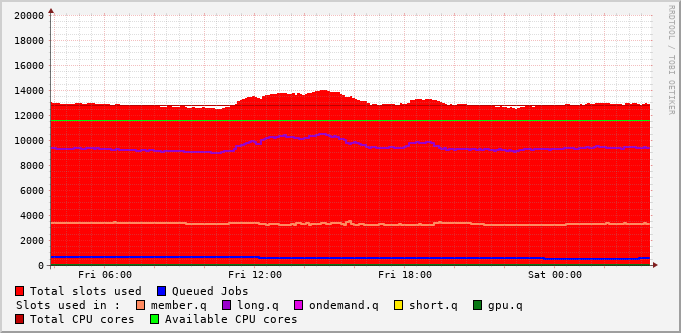 20000
18000
16000
14000
12000
10000
8000
6000
4000
2000
0
Fri 06:00 Fri 12:00 Fri 18:00 Sat 00:00
RRDTOOL / TOBI OETIKER
Total slots used Queued Jobs
Slots used in : member.q long.q ondemand.q short.q gpu.q
Total CPU cores Available CPU cores